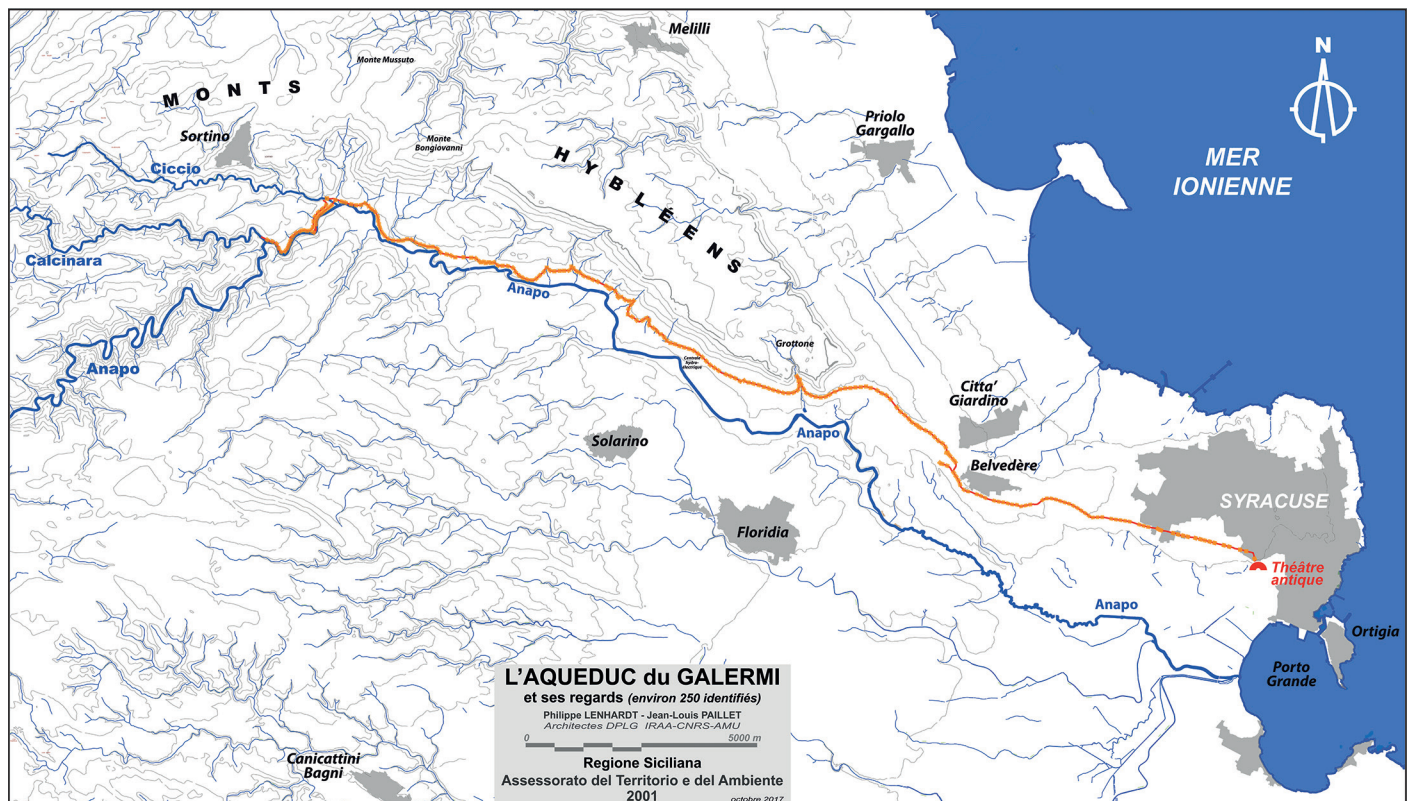 Melilli
Monte Mussuto
MONTS
Sortino
Monte
Bongiovanni
Priolo
Gargallo
N
MER
IONIENNE
HYBLÉENS
Ciccio
Calcinara
Anapo
Anapo
Grottone
Centrale
hydro-
électrique
Citta'
Giardino
Anapo
Solarino
Belvedère
SYRACUSE
Floridia
Théâtre
antique
Anapo
Ortigia
Porto
Grande
L'AQUEDUC du GALERMI
et ses regards (environ 250 identifiés)
Philippe LENHARDT - Jean-Louis PAILLET
Architectes DPLG IRAA-CNRS-AMU
0 5000 m
Regione Siciliana
Assessorato del Territorio e del Ambiente
2001
octobre 2017
Canicattini
Bagni